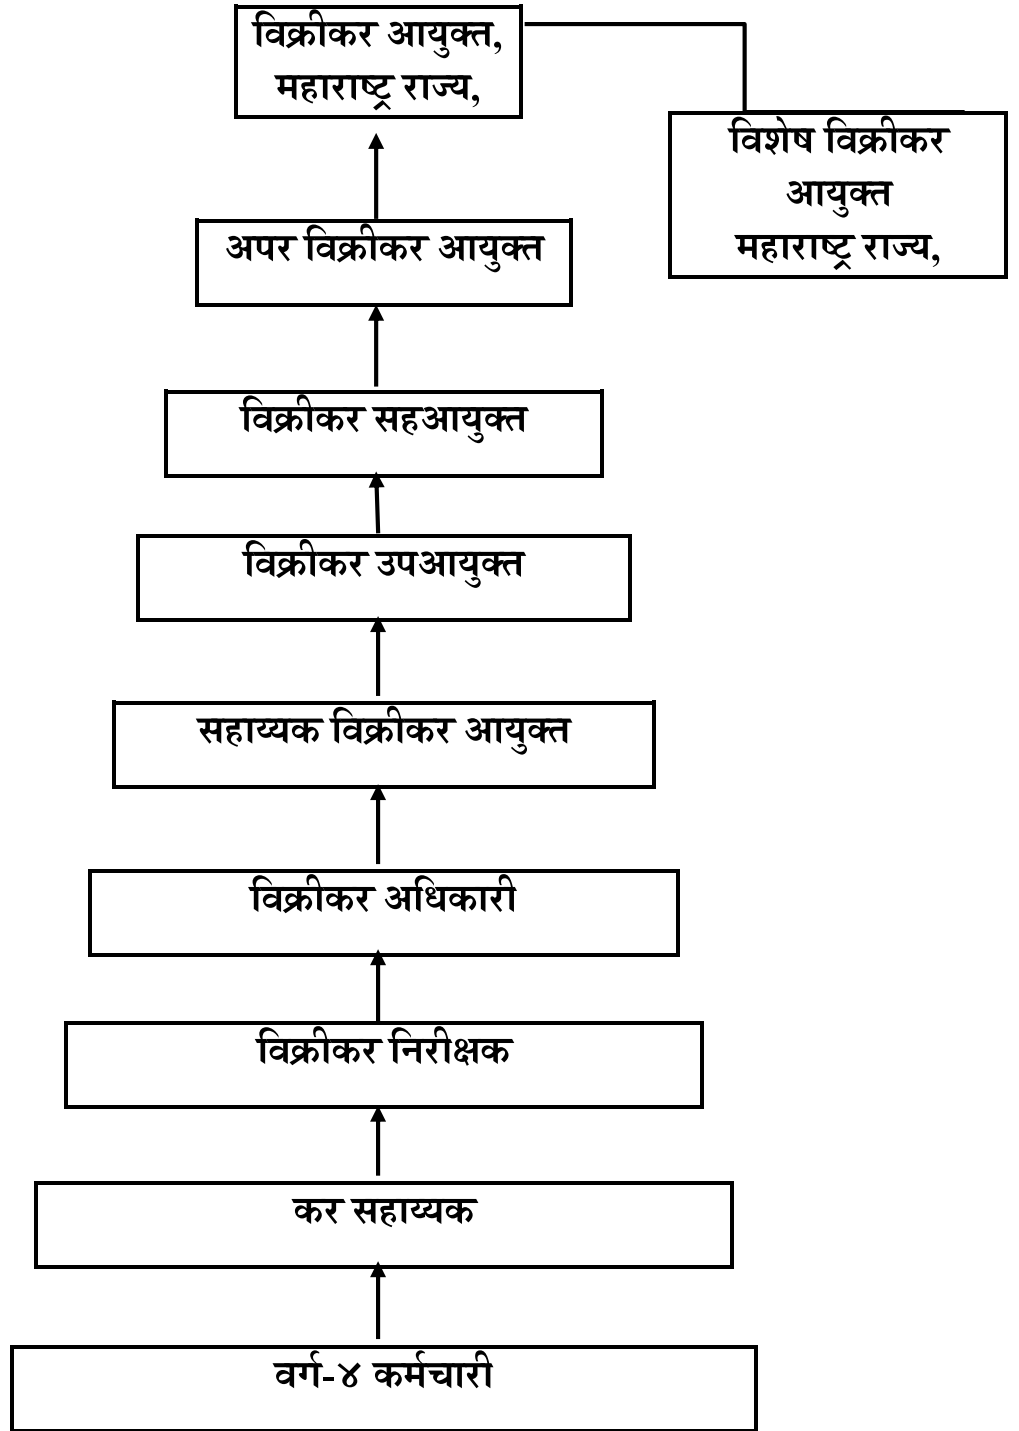 विक्रीकर आयुक्त,
महाराष्ट्र राज्य,
विशेष विक्रीकर
आयुक्त
महाराष्ट्र राज्य,
अपर विक्रीकर आयुक्त
विक्रीकर सहआयुक्त
विक्रीकर उपआयुक्त
सहाय्यक विक्रीकर आयुक्त
विक्रीकर अधिकारी
विक्रीकर निरीक्षक
कर सहाय्यक
वर्ग-४ कर्मचारी